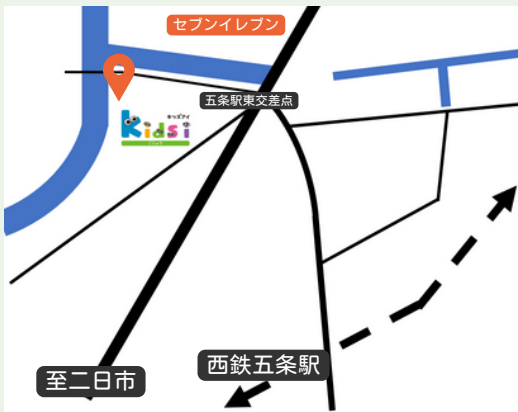 セブンイレブン
五条駅東交差点
キッズアイ
kidsi
西鉄五条駅
至二日市